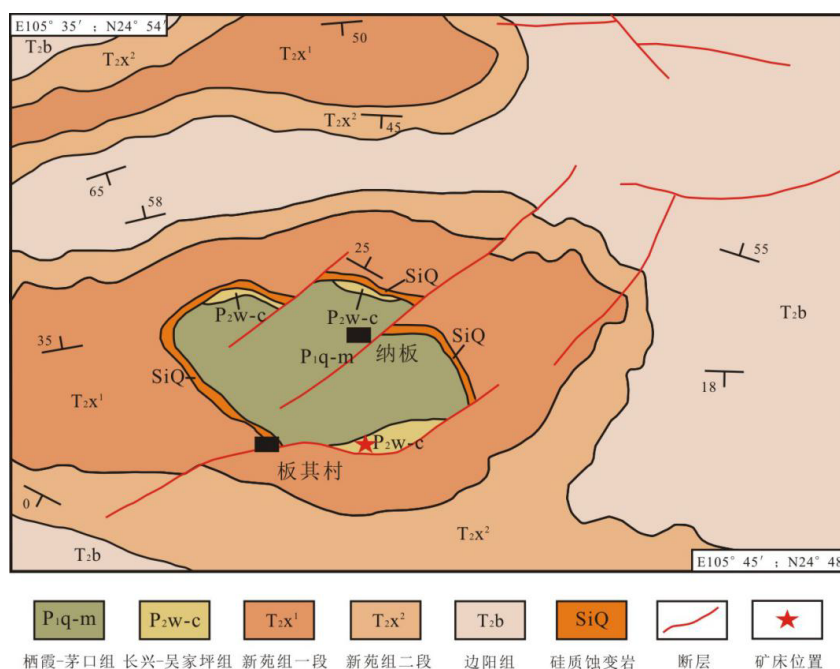 E105° 35′ ; N24° 54′
T₂b
T₂x²
T₂x¹
50
T₂x²
45
65
58
25
SiQ
55
P₂w-c
P₂w-c
T₂b
35
P₁q-m
纳板
SiQ
SiQ
18
T₂x¹
P₂w-c
板其村
0
T₂x²
T₂b
E105° 45′ ; N24° 48
P₁q-m P₂w-c T₂x¹ T₂x² T₂b SiQ
栖霞-茅口组 长兴-吴家坪组 新苑组一段 新苑组二段 边阳组 硅质蚀变岩 断层 矿床位置